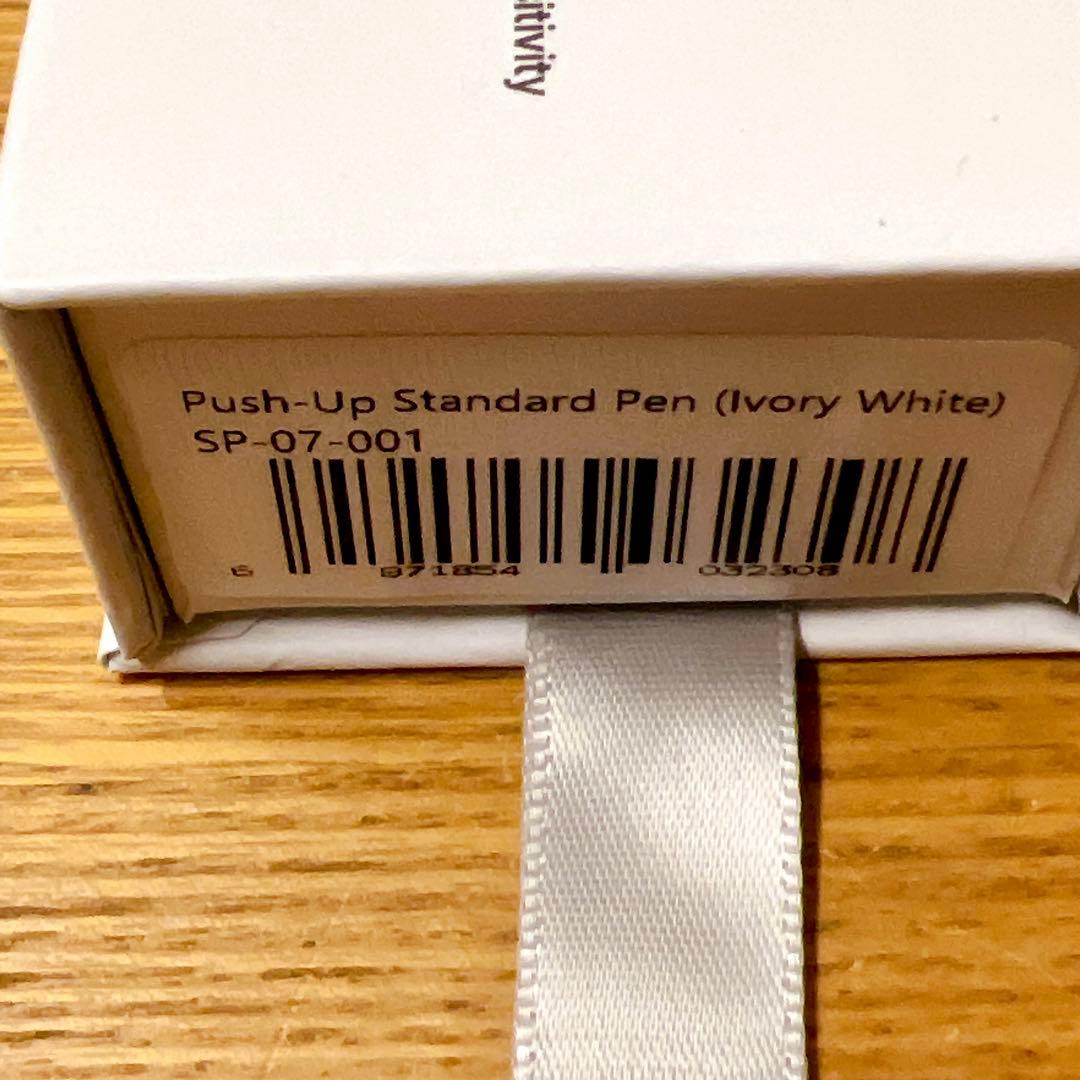 itivity
Push-Up Standard Pen (Ivory White)
SP-07-001
6 871854 032308